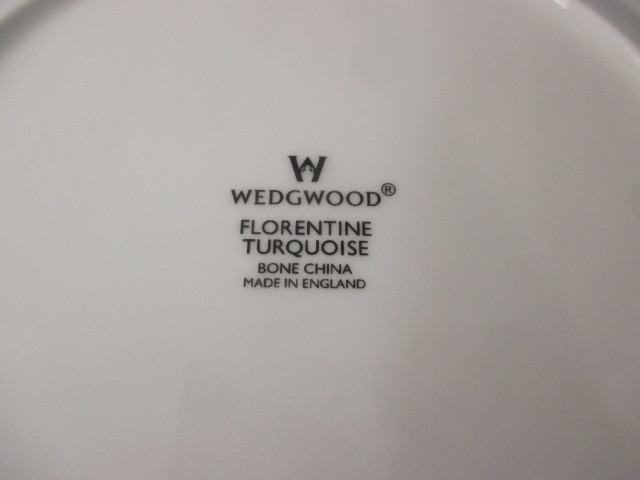 W
WEDGWOOD®
FLORENTINE
TURQUOISE
BONE CHINA
MADE IN ENGLAND